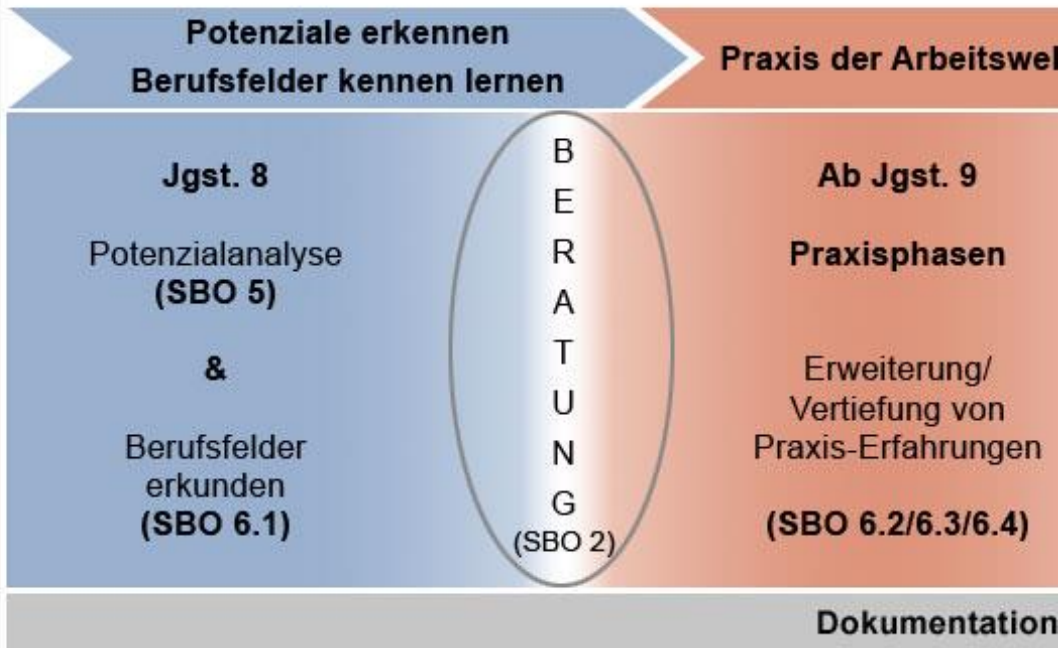 Potenziale erkennen
Berufsfelder kennen lernen
Praxis der Arbeitswel
Jgst. 8
Potenzialanalyse
(SBO 5)
&
Berufsfelder
erkunden
(SBO 6.1)
B
E
R
A
T
U
N
G
(SBO 2)
Ab Jgst. 9
Praxisphasen
Erweiterung/
Vertiefung von
Praxis-Erfahrungen
(SBO 6.2/6.3/6.4)
Dokumentation